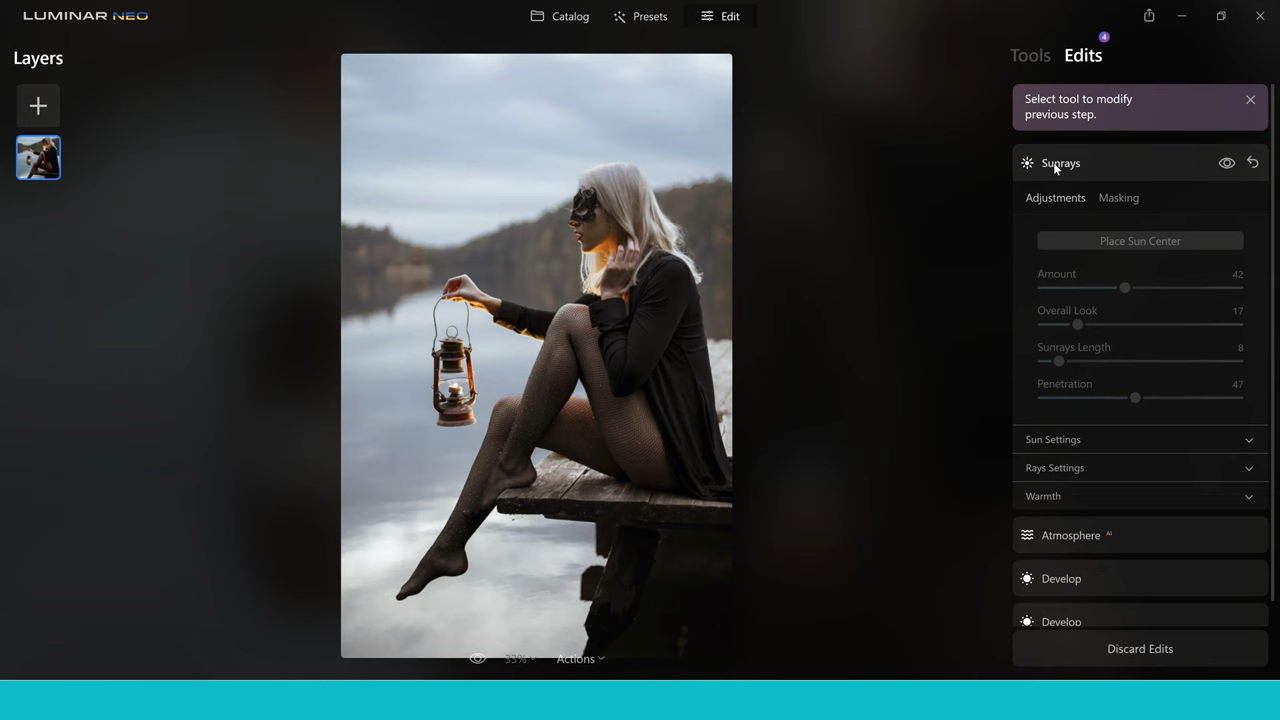 LUMINAR NEO
Catalog
Presets
Edit
Layers
Tools
Edits
4
Select tool to modify
previous step.
Sunrays
Adjustments
Masking
Place Sun Center
Amount 42
Overall Look 17
Sunrays Length 8
Penetration 47
Sun Settings
Rays Settings
Warmth
Atmosphere AI
Develop
Develop
Discard Edits
33%
Actions